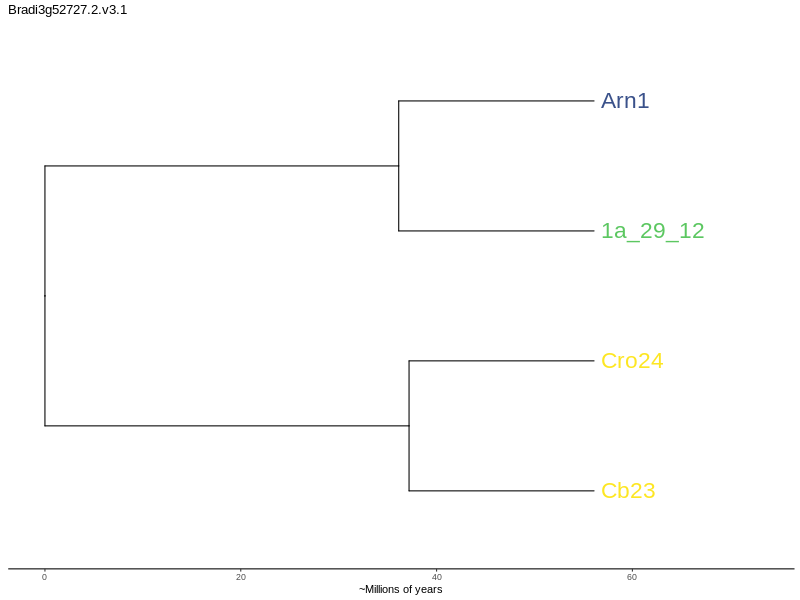 Bradi3g52727.2.v3.1
Arn1
1a_29_12
Cro24
Cb23
0 20 40 60
~Millions of years